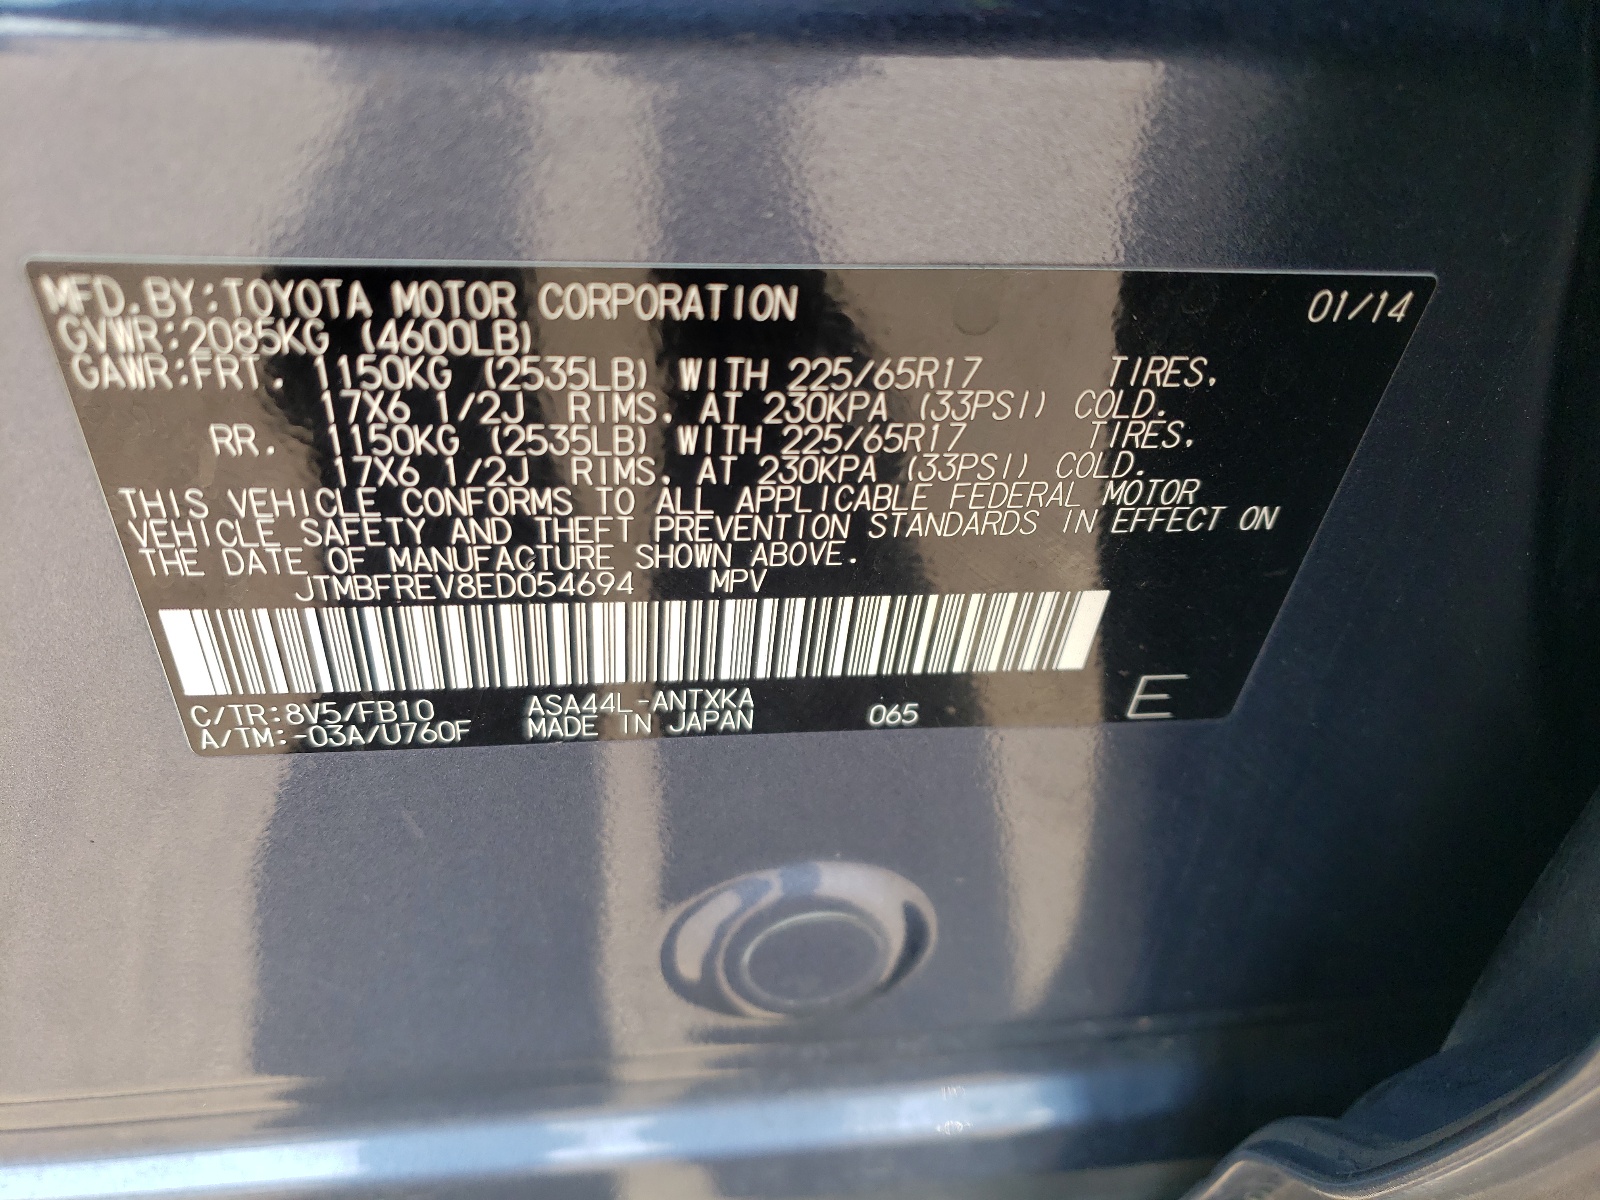 MFD.BY:TOYOTA MOTOR CORPORATION 01/14
GVWR:2085KG (4600LB)
GAWR:FRT. 1150KG (2535LB) WITH 225/65R17 TIRES,
17X6 1/2J RIMS, AT 230KPA (33PSI) COLD.
RR. 1150KG (2535LB) WITH 225/65R17 TIRES,
17X6 1/2J RIMS, AT 230KPA (33PSI) COLD.
THIS VEHICLE CONFORMS TO ALL APPLICABLE FEDERAL MOTOR
VEHICLE SAFETY AND THEFT PREVENTION STANDARDS IN EFFECT ON
THE DATE OF MANUFACTURE SHOWN ABOVE.
JTMBFREV8ED054694 MPV
C/TR:8V5/FB10 ASA44L-ANTXKA
A/TM:-03A/U760F MADE IN JAPAN 065 E